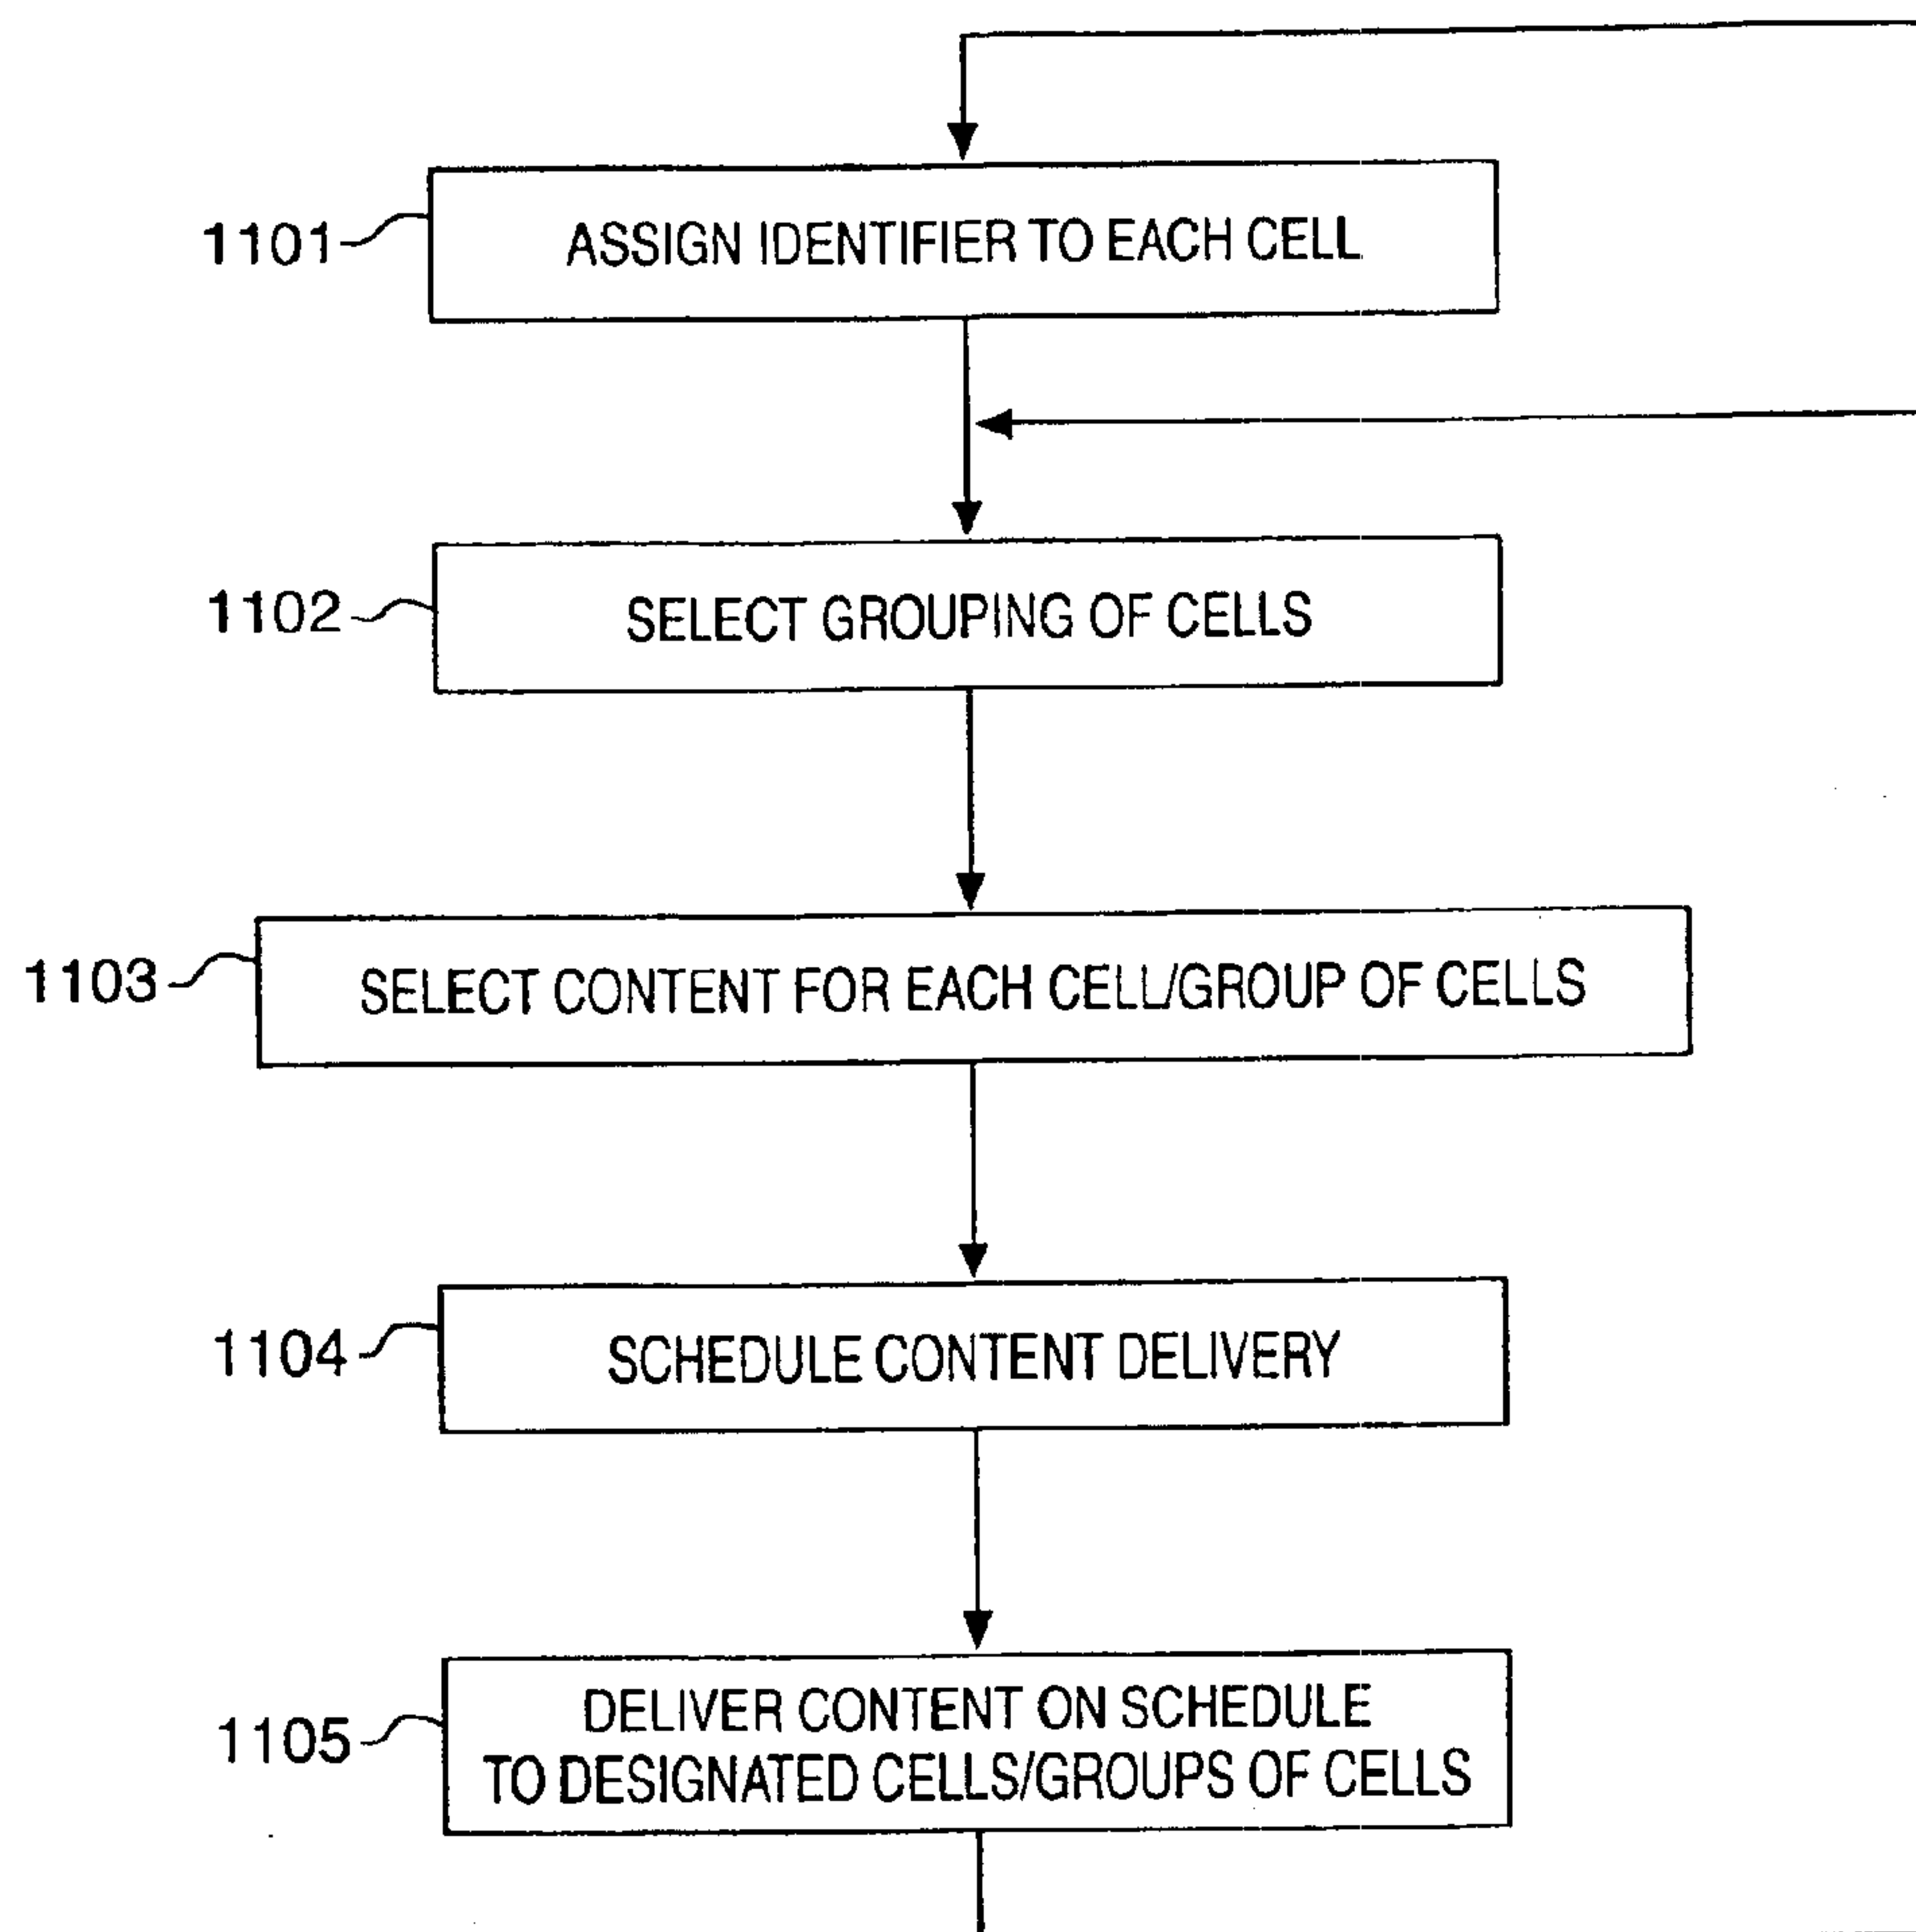 1101
ASSIGN IDENTIFIER TO EACH CELL
1102
SELECT GROUPING OF CELLS
1103
SELECT CONTENT FOR EACH CELL/GROUP OF CELLS
1104
SCHEDULE CONTENT DELIVERY
1105
DELIVER CONTENT ON SCHEDULE
TO DESIGNATED CELLS/GROUPS OF CELLS